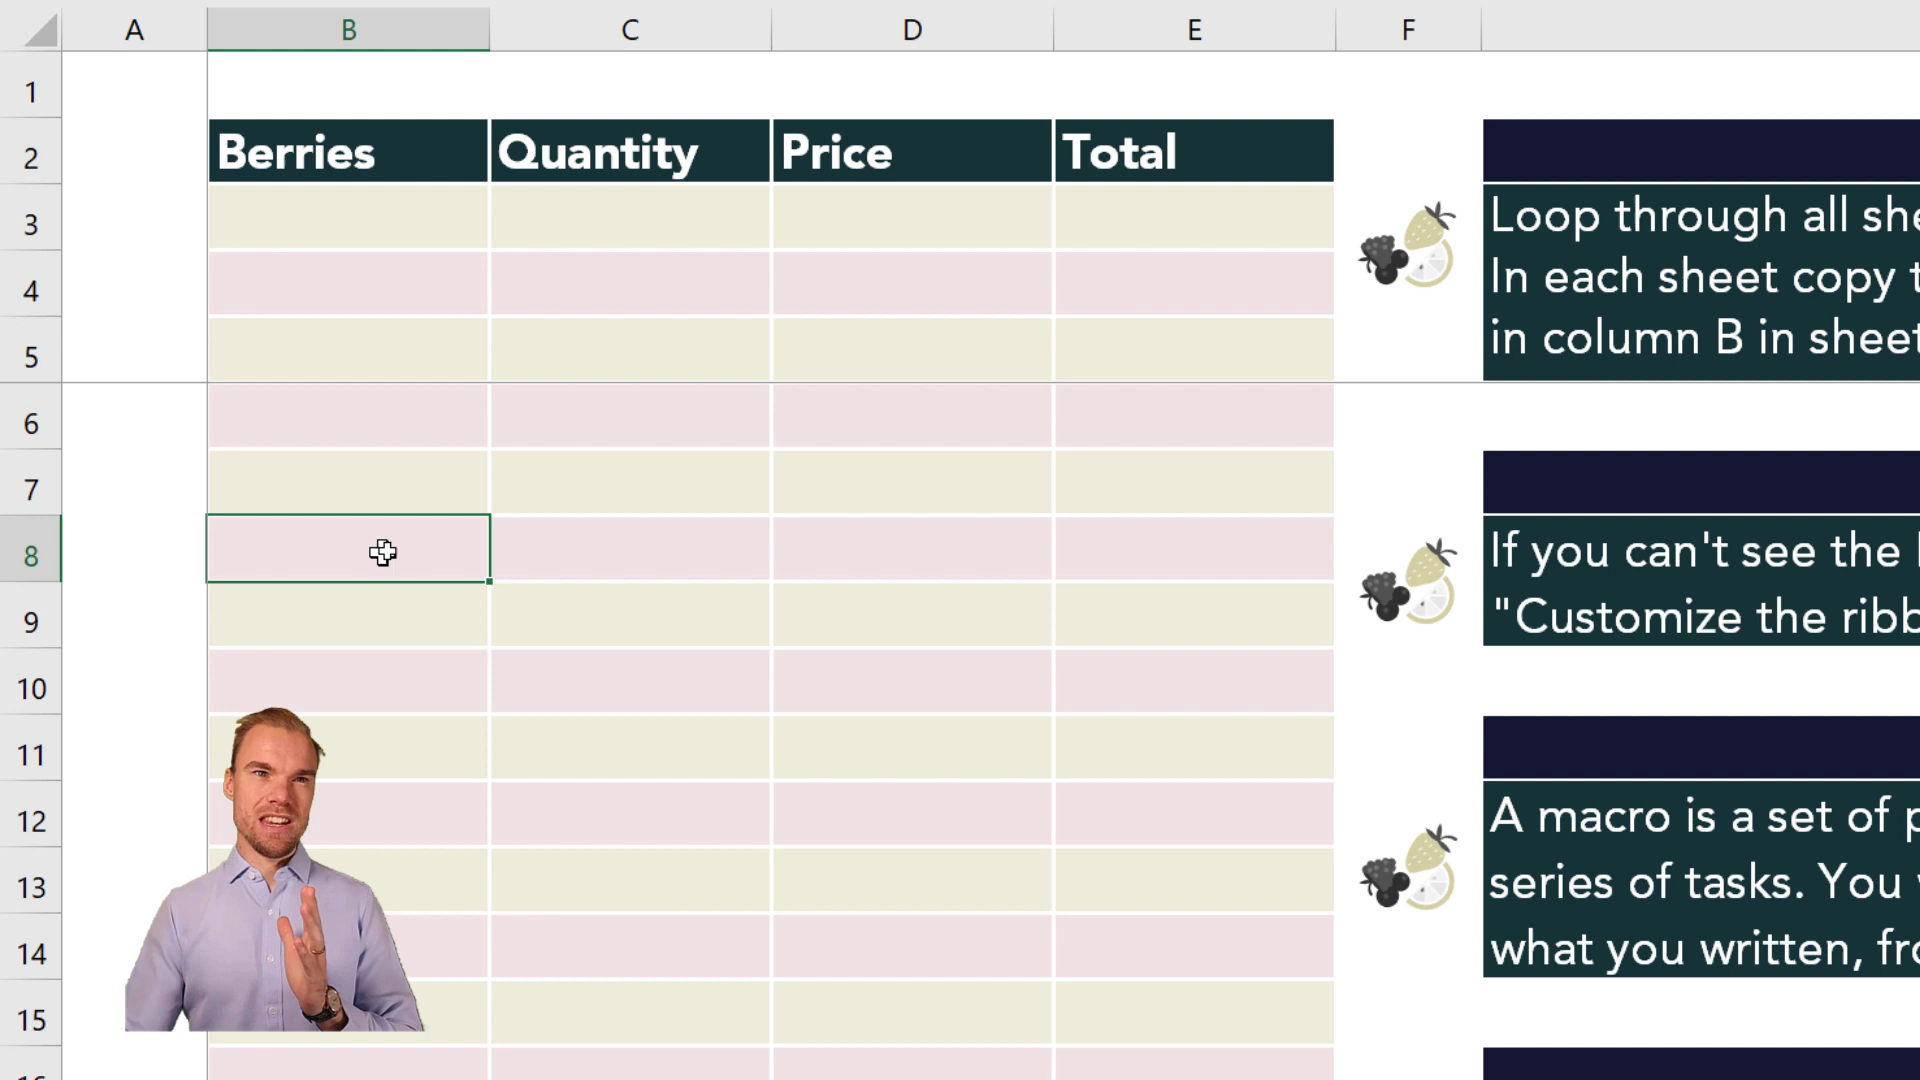 A B C D E F
1
2 Berries Quantity Price Total
3 Loop through all she
4 In each sheet copy t
5 in column B in sheet
6
7
8 If you can't see the
9 "Customize the ribb
10
11
12 A macro is a set of p
13 series of tasks. You
14 what you written, fro
15
16